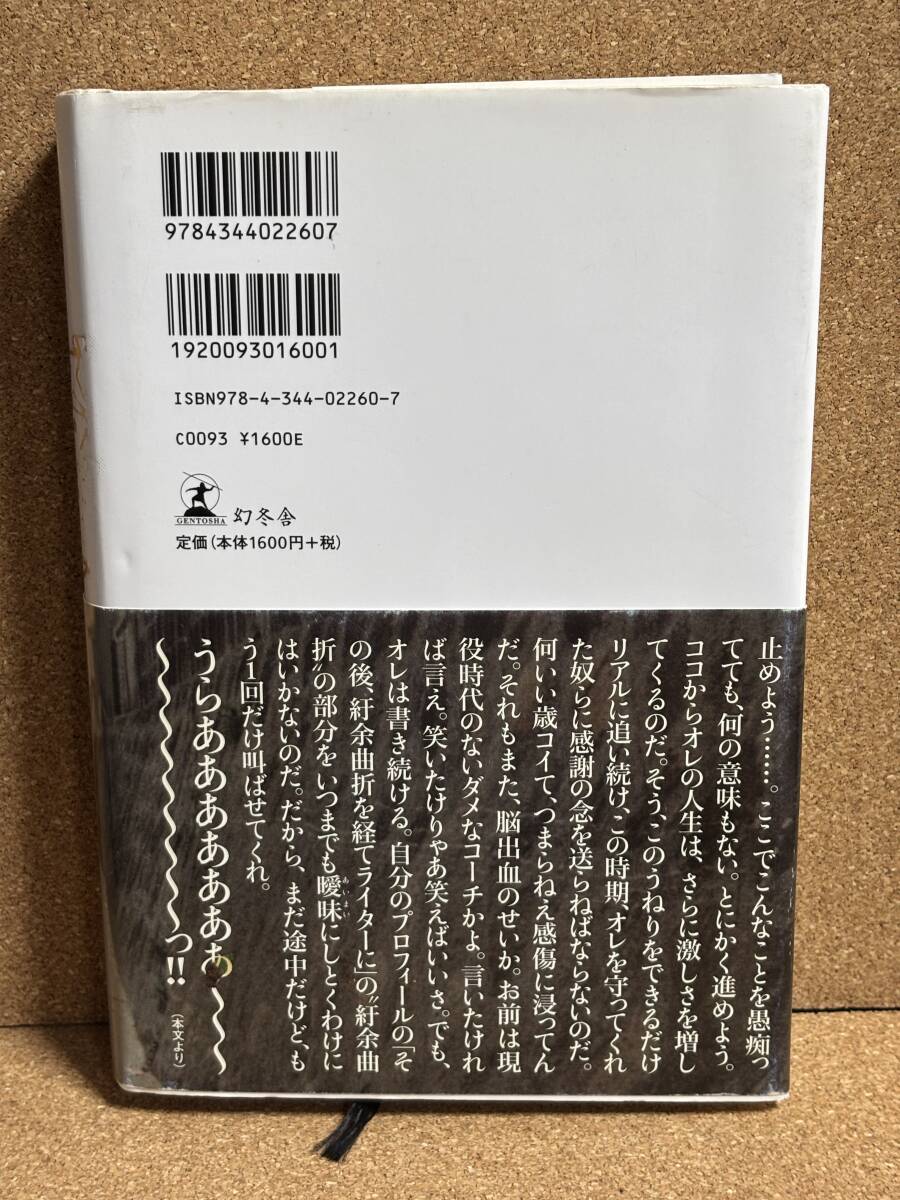 9784344022607
1920093016001
ISBN978-4-344-02260-7
C0093 ¥1600E
GENTOSHA 幻冬舎
定価(本体1600円+税)
止めよう……。ここでこんなことを愚痴っ
てても、何の意味もない。とにかく進めよう。
ココからオレの人生は、さらに激しさを増し
てくるのだ。そう、このうねりをできるだけ
リアルに追い続け、この時期、オレを守ってくれ
た奴らに感謝の念を送らねばならないのだ。
何いい歳コイて、つまらねえ感傷に浸ってん
だ。それもまた、脳出血のせいか。お前は現
役時代のないダメなコーチかよ。言いたけれ
ば言え。笑いたけりゃあ笑えばいいさ。でも、
オレは書き続ける。自分のプロフィールの「そ
の後、紆余曲折を経てライターに」の“紆余曲
折”の部分をいつまでも曖昧にしとくわけに
あいまい
はいかないのだ。だから、まだ途中だけど、も
う1回だけ叫ばせてくれ。
うらああああああぁ〜〜
〜〜〜〜〜〜〜〜〜っ!!
(本文より)